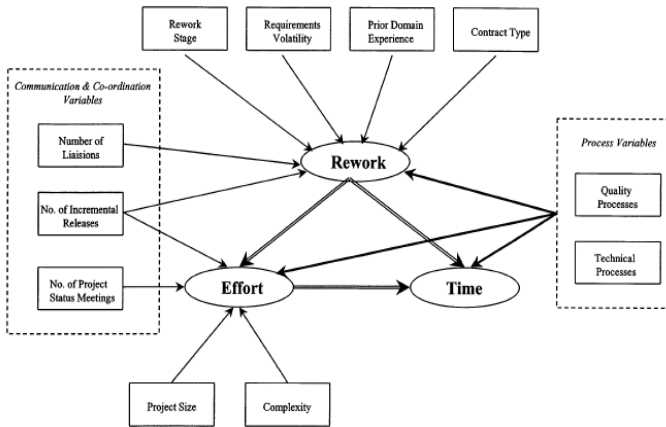 Rework
Stage
Requirements
Volatility
Prior Domain
Experience
Contract Type
Communication & Co-ordination
Variables
Number of
Liaisions
No. of Incremental
Releases
No. of Project
Status Meetings
Rework
Effort
Time
Process Variables
Quality
Processes
Technical
Processes
Project Size
Complexity